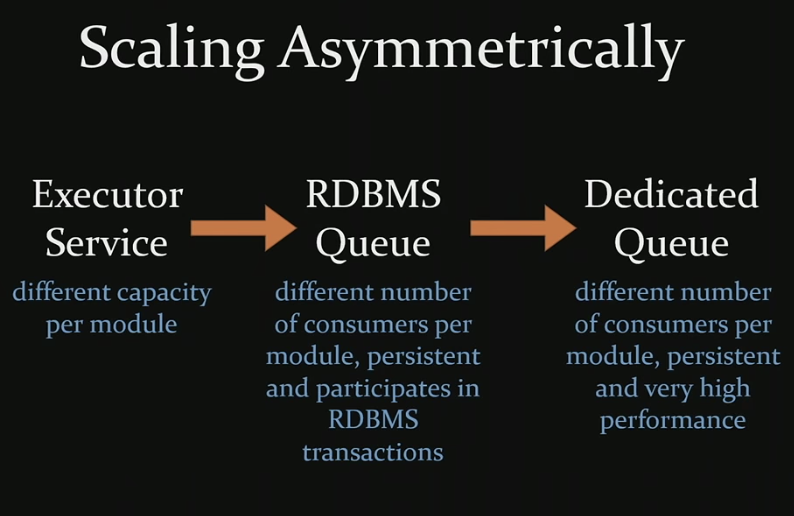 Scaling Asymmetrically
Executor
Service
different capacity
per module
RDBMS
Queue
different number
of consumers per
module, persistent
and participates in
RDBMS
transactions
Dedicated
Queue
different number
of consumers per
module, persistent
and very high
performance